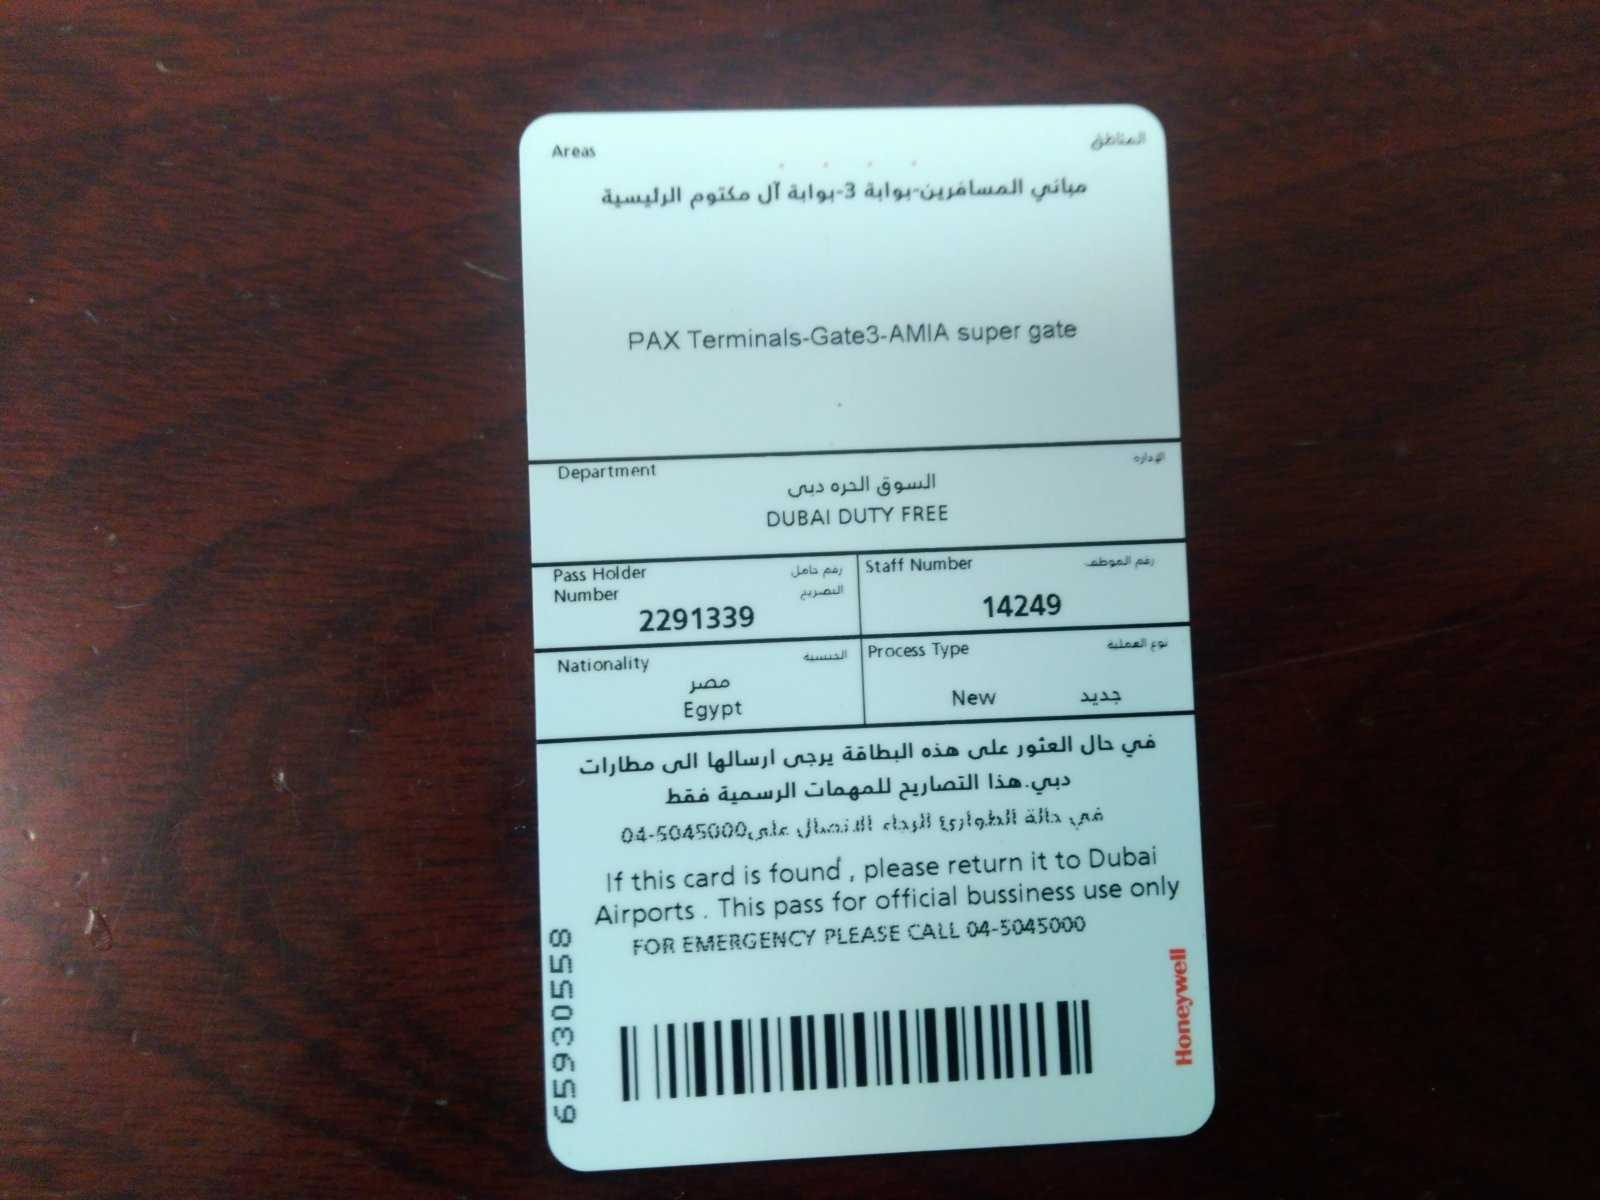 Areas المناطق
مباني المسافرين-بوابة 3-بوابة آل مكتوم الرئيسية
PAX Terminals-Gate3-AMIA super gate
Department الإدارة
السوق الحره دبى
DUBAI DUTY FREE
Pass Holder Number رقم حامل التصريح
2291339
Staff Number رقم الموظف
14249
Nationality الجنسية
مصر
Egypt
Process Type نوع العملية
New جديد
في حال العثور على هذه البطاقة يرجى ارسالها الى مطارات
دبي.هذا التصاريح للمهمات الرسمية فقط
في حالة الطوارئ الرجاء الاتصال على04-5045000
If this card is found , please return it to Dubai
Airports . This pass for official bussiness use only
FOR EMERGENCY PLEASE CALL 04-5045000
65930558
Honeywell